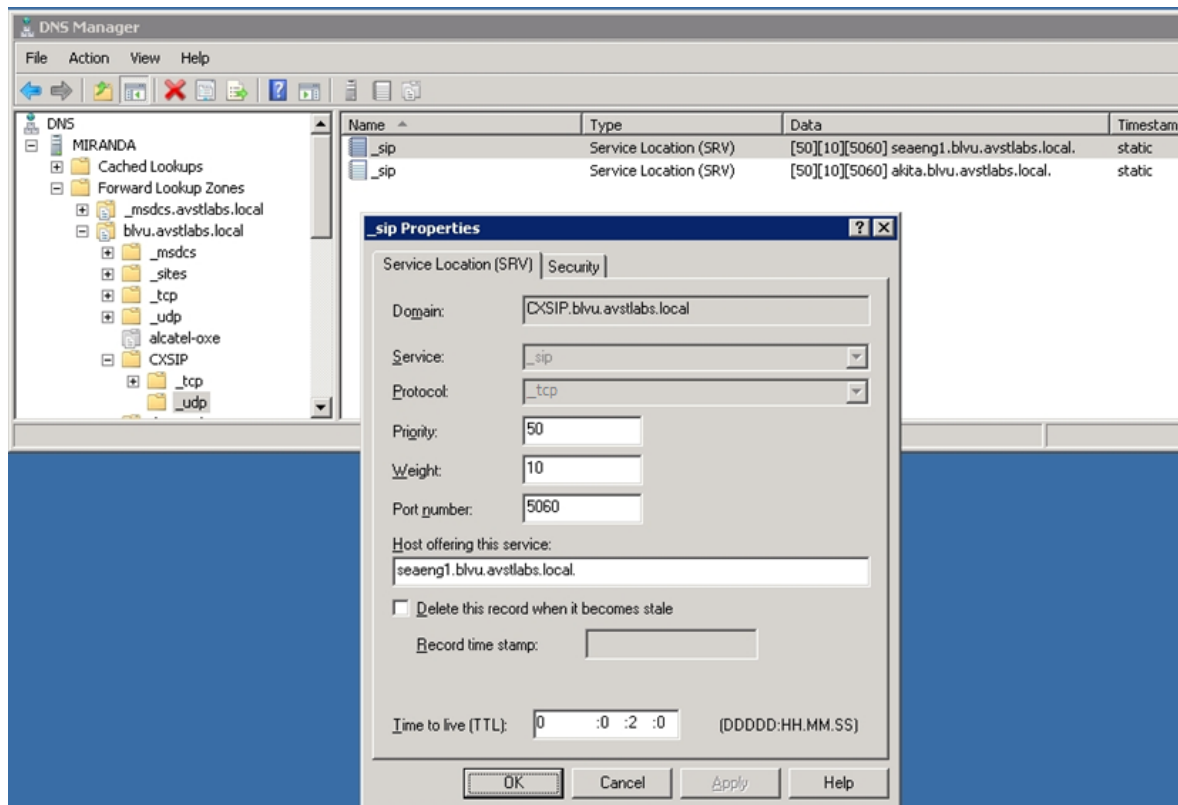 DNS Manager
File Action View Help
DNS
MIRANDA
Cached Lookups
Forward Lookup Zones
_msdcs.avstlabs.local
blvu.avstlabs.local
_msdcs
_sites
_tcp
_udp
alcatel-oxe
CXSIP
_tcp
_udp
Name Type Data Timestam
_sip Service Location (SRV) [50][10][5060] seaeng1.blvu.avstlabs.local. static
_sip Service Location (SRV) [50][10][5060] akita.blvu.avstlabs.local. static
_sip Properties
Service Location (SRV) Security
Domain: CXSIP.blvu.avstlabs.local
Service: _sip
Protocol: _tcp
Priority: 50
Weight: 10
Port number: 5060
Host offering this service:
seaeng1.blvu.avstlabs.local.
Delete this record when it becomes stale
Record time stamp:
Time to live (TTL): 0 :0 :2 :0 (DDDDD:HH.MM.SS)
OK Cancel Apply Help